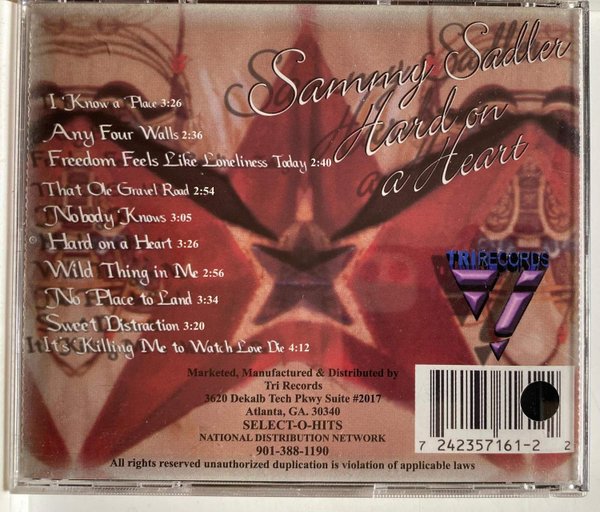 Sammy Sadler
Hard on
a Heart
I Know a Place 3:26
Any Four Walls 2:36
Freedom Feels Like Loneliness Today 2:40
That Ole Gravel Road 2:54
Nobody Knows 3:05
Hard on a Heart 3:26
Wild Thing in Me 2:56
No Place to Land 3:34
Sweet Distraction 3:20
It's Killing Me to Watch Love Die 4:12
TRI RECORDS
Marketed, Manufactured & Distributed by
Tri Records
3620 Dekalb Tech Pkwy Suite #2017
Atlanta, GA. 30340
SELECT-O-HITS
NATIONAL DISTRIBUTION NETWORK
901-388-1190
All rights reserved unauthorized duplication is violation of applicable laws
7 242357161-2 2